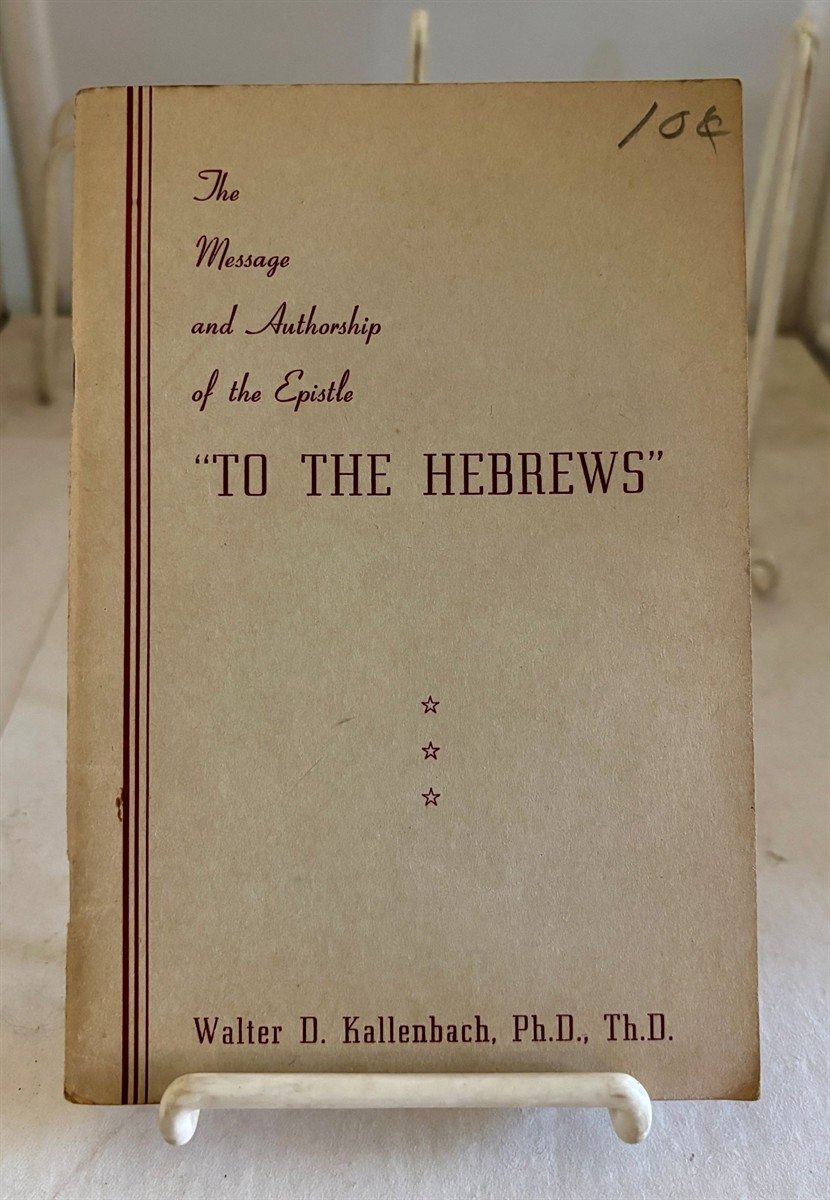 10¢
The
Message
and Authorship
of the Epistle
“TO THE HEBREWS”
Walter D. Kallenbach, Ph.D., Th.D.